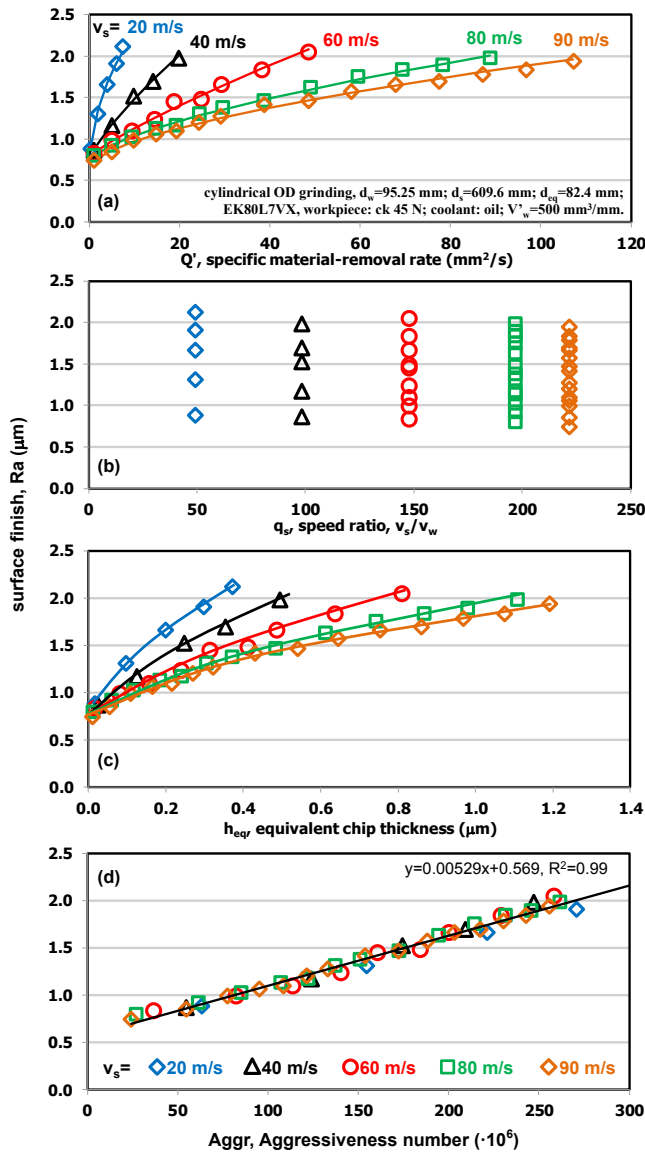 2.5
2.0
1.5
1.0
0.5
0.0
vs= 20 m/s 40 m/s 60 m/s 80 m/s 90 m/s
(a)
cylindrical OD grinding, dw=95.25 mm; ds=609.6 mm; deq=82.4 mm;
EK80L7VX, workpiece: ck 45 N; coolant: oil; V'w=500 mm³/mm.
0 20 40 60 80 100 120
Q', specific material-removal rate (mm²/s)
2.5
2.0
1.5
1.0
0.5
0.0
(b)
0 50 100 150 200 250
qs, speed ratio, vs/vw
surface finish, Ra (μm)
2.5
2.0
1.5
1.0
0.5
0.0
(c)
0.0 0.2 0.4 0.6 0.8 1.0 1.2 1.4
heq, equivalent chip thickness (μm)
2.5
2.0
1.5
1.0
0.5
0.0
(d)
y=0.00529x+0.569, R²=0.99
vs= 20 m/s 40 m/s 60 m/s 80 m/s 90 m/s
0 50 100 150 200 250 300
Aggr, Aggressiveness number (·10⁶)